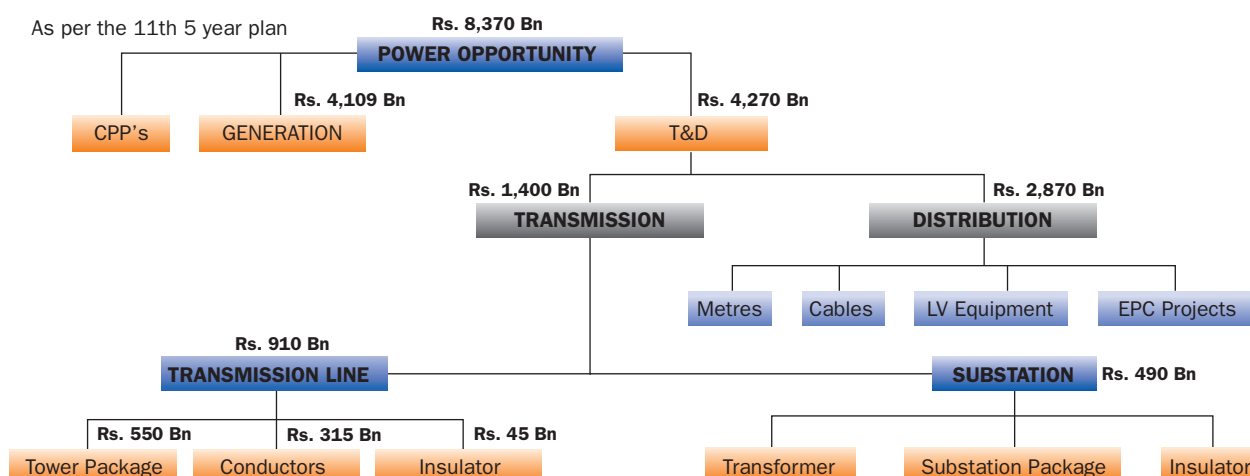 As per the 11th 5 year plan
Rs. 8,370 Bn
POWER OPPORTUNITY
Rs. 4,109 Bn
Rs. 4,270 Bn
CPP's
GENERATION
T&D
Rs. 1,400 Bn
Rs. 2,870 Bn
TRANSMISSION
DISTRIBUTION
Metres
Cables
LV Equipment
EPC Projects
Rs. 910 Bn
TRANSMISSION LINE
SUBSTATION
Rs. 490 Bn
Rs. 550 Bn
Rs. 315 Bn
Rs. 45 Bn
Tower Package
Conductors
Insulator
Transformer
Substation Package
Insulator